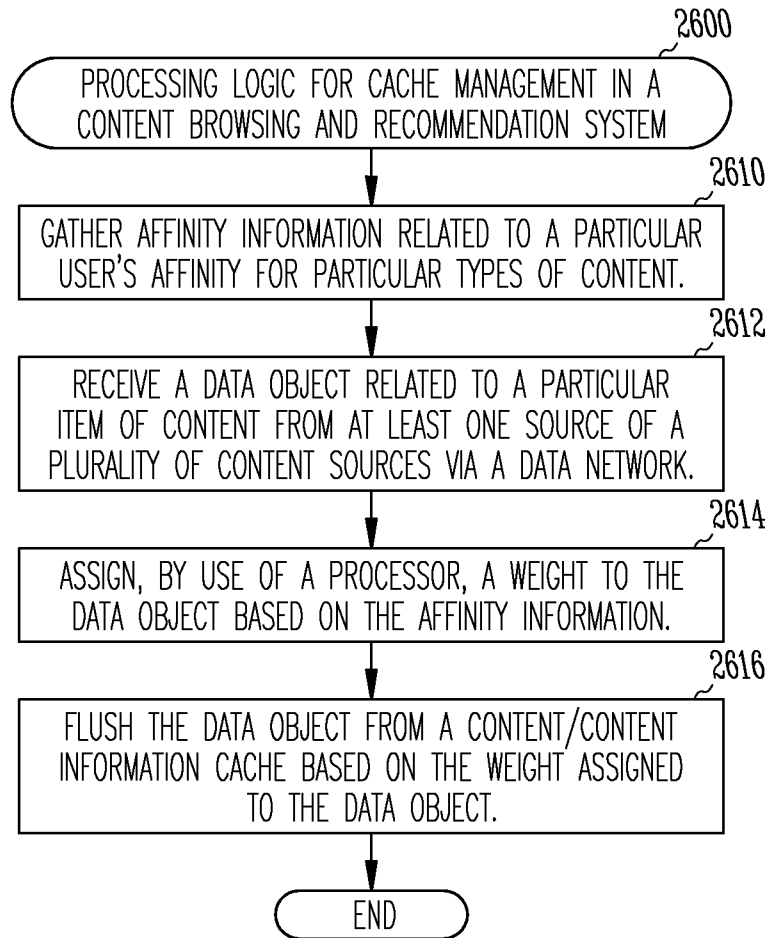 2600
PROCESSING LOGIC FOR CACHE MANAGEMENT IN A
CONTENT BROWSING AND RECOMMENDATION SYSTEM
2610
GATHER AFFINITY INFORMATION RELATED TO A PARTICULAR
USER'S AFFINITY FOR PARTICULAR TYPES OF CONTENT.
2612
RECEIVE A DATA OBJECT RELATED TO A PARTICULAR
ITEM OF CONTENT FROM AT LEAST ONE SOURCE OF A
PLURALITY OF CONTENT SOURCES VIA A DATA NETWORK.
2614
ASSIGN, BY USE OF A PROCESSOR, A WEIGHT TO THE
DATA OBJECT BASED ON THE AFFINITY INFORMATION.
2616
FLUSH THE DATA OBJECT FROM A CONTENT/CONTENT
INFORMATION CACHE BASED ON THE WEIGHT ASSIGNED
TO THE DATA OBJECT.
END